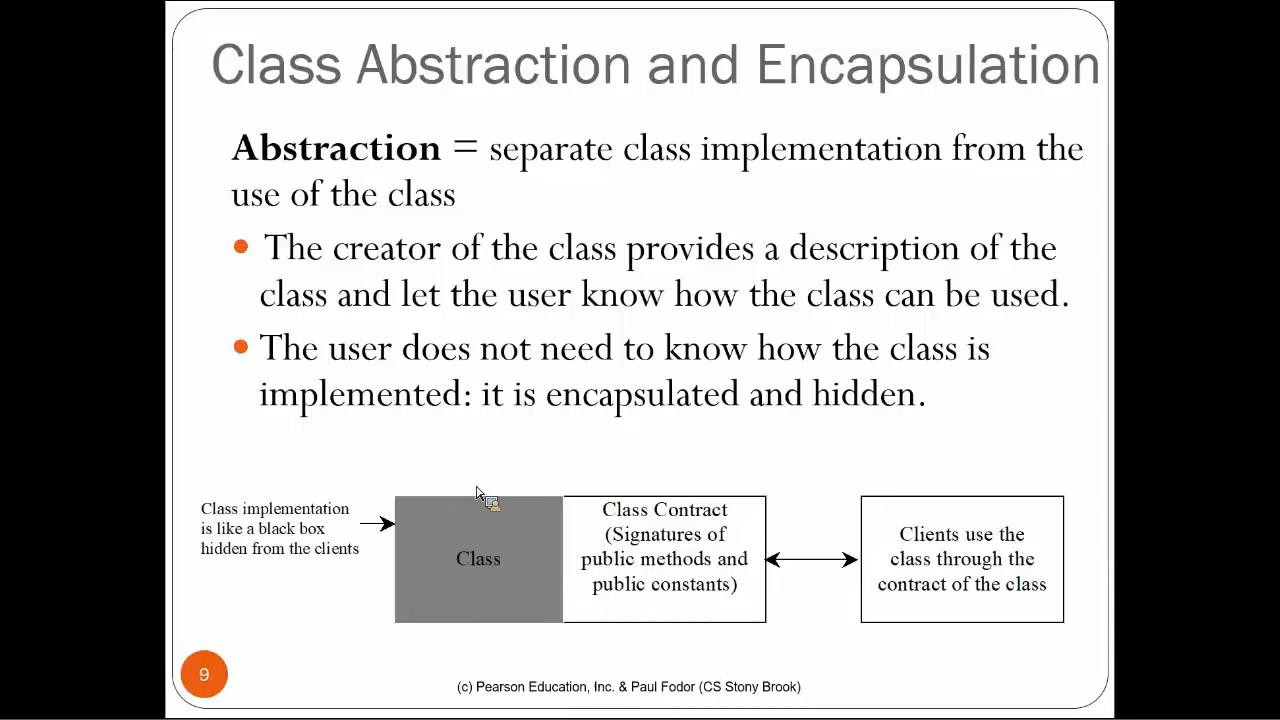 Class Abstraction and Encapsulation
Abstraction = separate class implementation from the
use of the class
The creator of the class provides a description of the
class and let the user know how the class can be used.
The user does not need to know how the class is
implemented: it is encapsulated and hidden.
Class implementation
is like a black box
hidden from the clients
Class
Class Contract
(Signatures of
public methods and
public constants)
Clients use the
class through the
contract of the class
9
(c) Pearson Education, Inc. & Paul Fodor (CS Stony Brook)